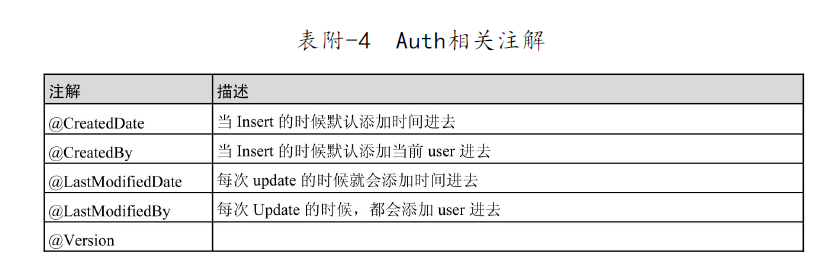 表附-4 Auth相关注解
注解 描述
@CreatedDate 当 Insert 的时候默认添加时间进去
@CreatedBy 当 Insert 的时候默认添加当前 user 进去
@LastModifiedDate 每次 update 的时候就会添加时间进去
@LastModifiedBy 每次 Update 的时候，都会添加 user 进去
@Version